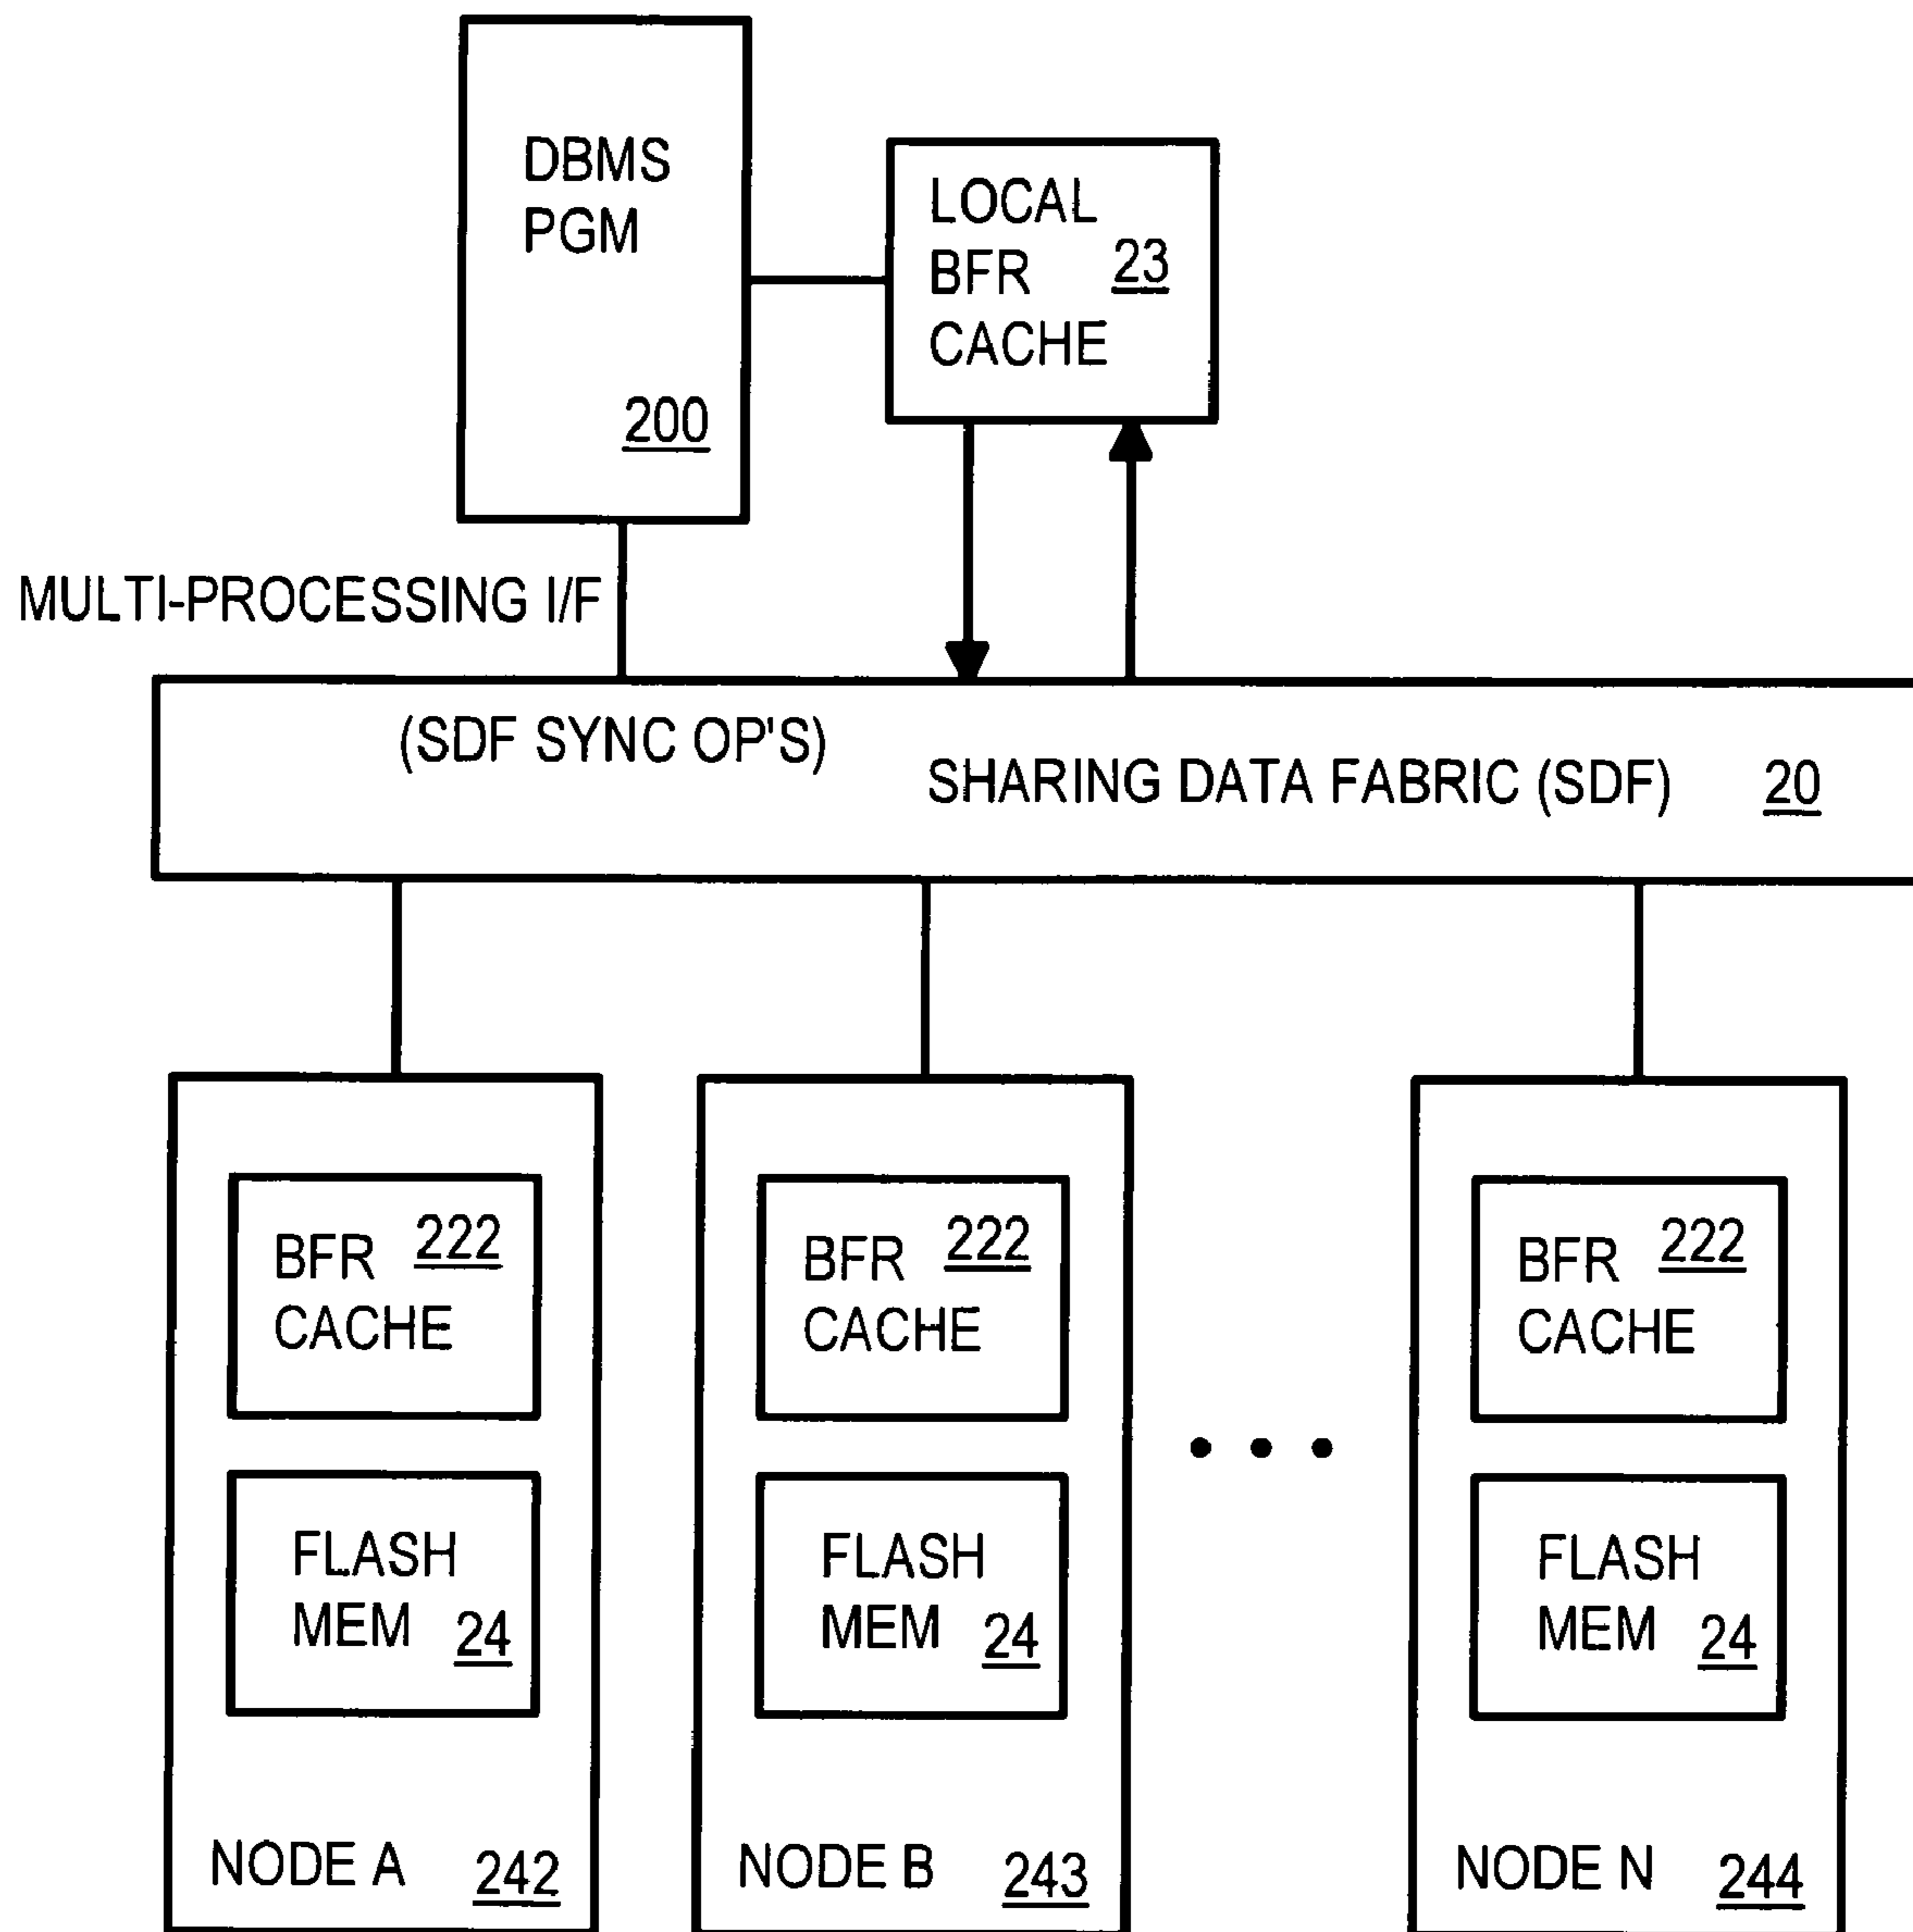 DBMS
PGM
200
LOCAL
BFR 23
CACHE
MULTI-PROCESSING I/F
(SDF SYNC OP'S)
SHARING DATA FABRIC (SDF) 20
BFR 222
CACHE
FLASH
MEM 24
NODE A 242
BFR 222
CACHE
FLASH
MEM 24
NODE B 243
BFR 222
CACHE
FLASH
MEM 24
NODE N 244